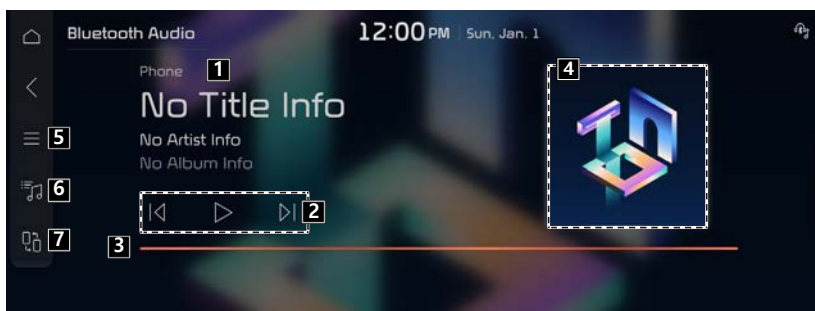 Bluetooth Audio
12:00 PM Sun, Jan. 1
Phone 1
No Title Info
No Artist Info
No Album Info
2
3
4
5
6
7